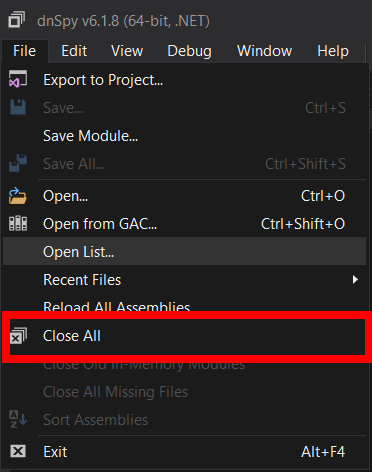 dnSpy v6.1.8 (64-bit, .NET)
File Edit View Debug Window Help
Export to Project...
Save... Ctrl+S
Save Module...
Save All... Ctrl+Shift+S
Open... Ctrl+O
Open from GAC... Ctrl+Shift+O
Open List...
Recent Files
Reload All Assemblies
Close All
Close Old In-Memory Modules
Close All Missing Files
Sort Assemblies
Exit Alt+F4